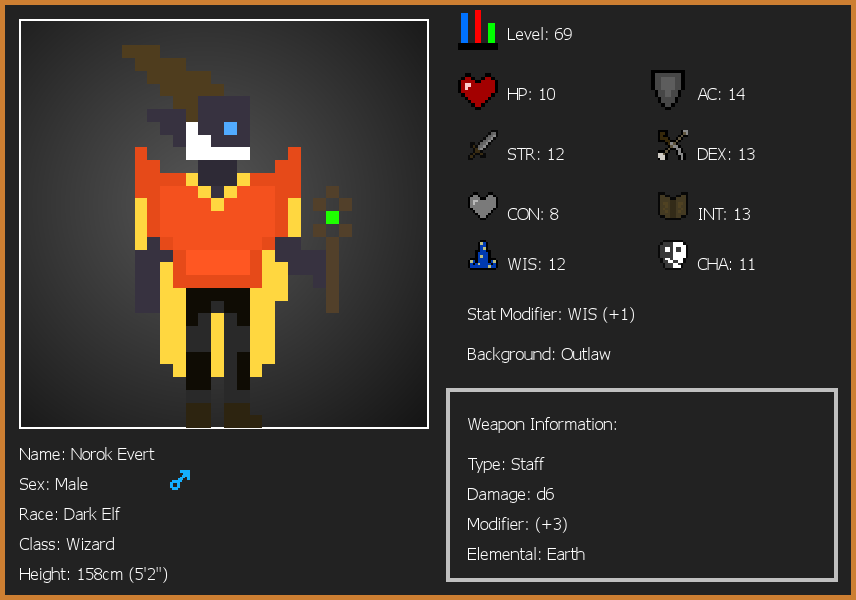 Level: 69
HP: 10
AC: 14
STR: 12
DEX: 13
CON: 8
INT: 13
WIS: 12
CHA: 11
Stat Modifier: WIS (+1)
Background: Outlaw
Weapon Information:
Type: Staff
Damage: d6
Modifier: (+3)
Elemental: Earth
Name: Norok Evert
Sex: Male
Race: Dark Elf
Class: Wizard
Height: 158cm (5'2")